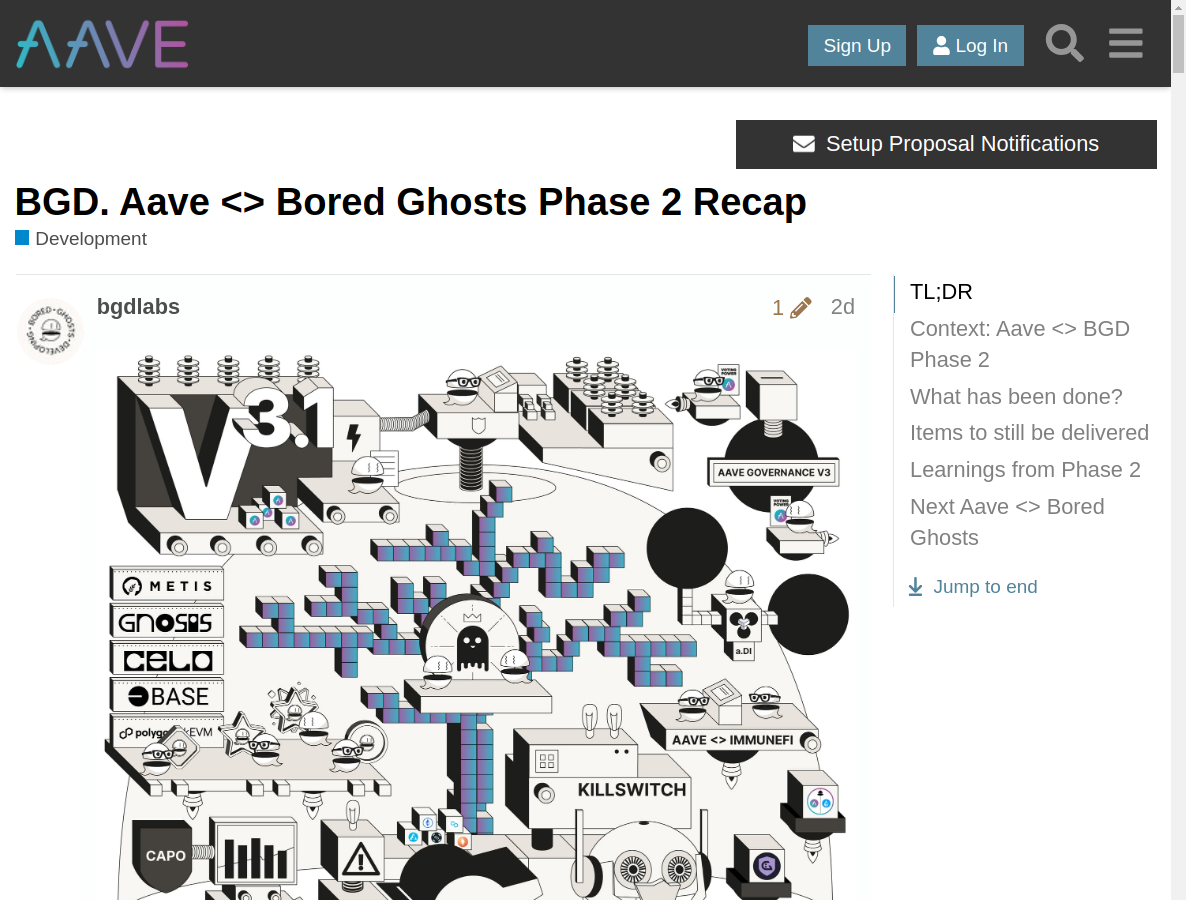 AAVE
Sign Up
Log In
Setup Proposal Notifications
BGD. Aave <> Bored Ghosts Phase 2 Recap
Development
bgdlabs
1
2d
BORED · GHOSTS · DEVELOPING
TL;DR
Context: Aave <> BGD
Phase 2
What has been done?
Items to still be delivered
Learnings from Phase 2
Next Aave <> Bored
Ghosts
Jump to end
V3.1
VOTING
POWER
AAVE GOVERNANCE V3
VOTING
POWER
METIS
GNOSIS
CELO
BASE
a.DI
AAVE <> IMMUNEFI
KILLSWITCH
CAPO